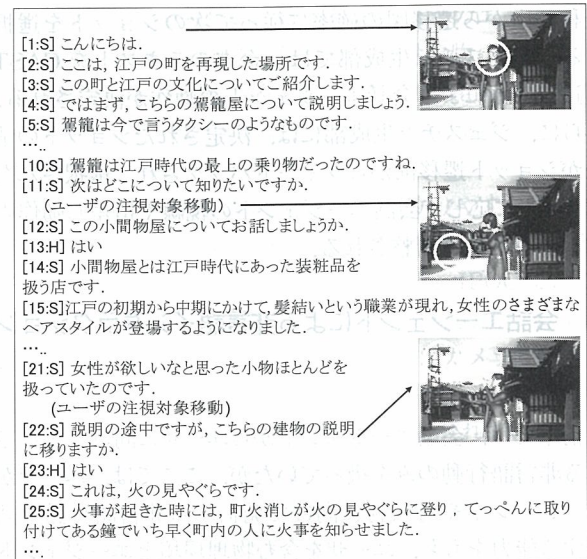 [1:S] こんにちは.
[2:S] ここは, 江戸の町を再現した場所です.
[3:S] この町と江戸の文化についてご紹介します.
[4:S] ではまず, こちらの駕籠屋について説明しましょう.
[5:S] 駕籠は今で言うタクシーのようなものです.
…..
[10:S] 駕籠は江戸時代の最上の乗り物だったのですね.
[11:S] 次はどこについて知りたいですか.
(ユーザの注視対象移動)
[12:S] この小間物屋についてお話しましょうか.
[13:H] はい
[14:S] 小間物屋とは江戸時代にあった装粧品を
扱う店です.
[15:S]江戸の初期から中期にかけて, 髪結いという職業が現れ, 女性のさまざまな
ヘアスタイルが登場するようになりました.
…..
[21:S] 女性が欲しいなと思った小物ほとんどを
扱っていたのです.
(ユーザの注視対象移動)
[22:S] 説明の途中ですが, こちらの建物の説明
に移りますか.
[23:H] はい
[24:S] これは, 火の見やぐらです.
[25:S] 火事が起きた時には, 町火消しが火の見やぐらに登り, てっぺんに取り
付けてある鐘でいち早く町内の人に火事を知らせました.
….